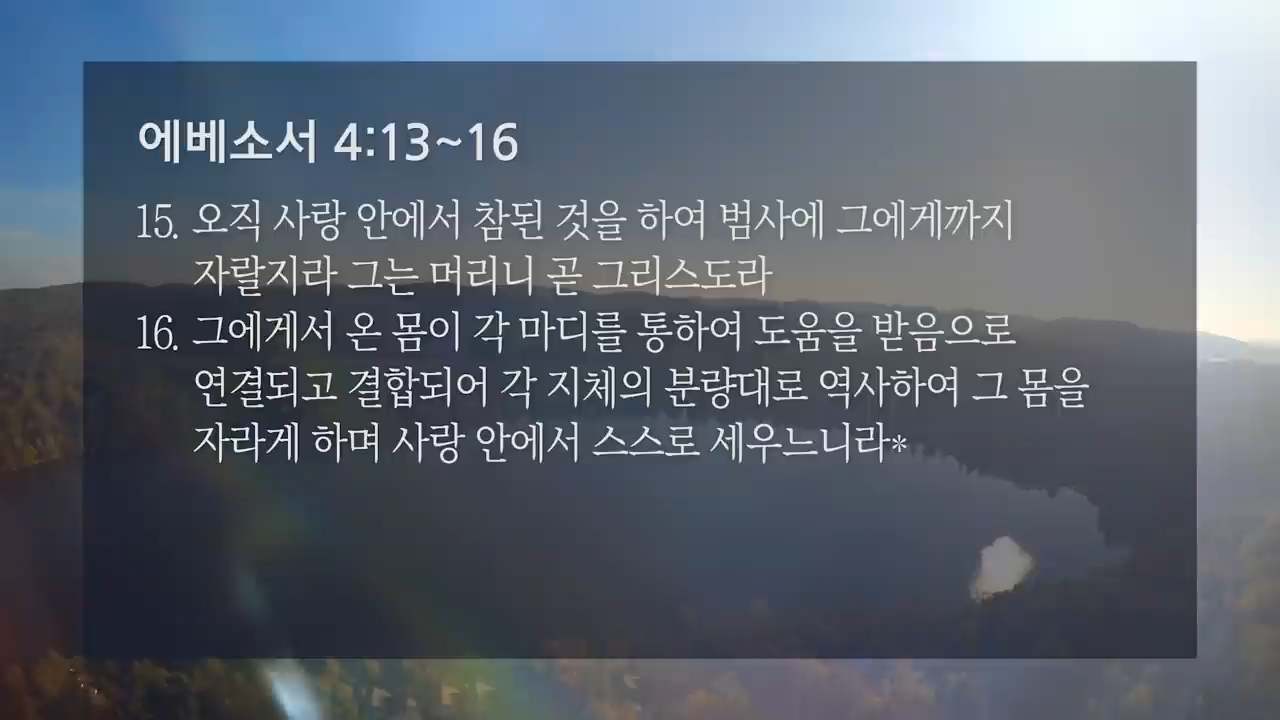 에베소서 4:13~16
15. 오직 사랑 안에서 참된 것을 하여 범사에 그에게까지
자랄지라 그는 머리니 곧 그리스도라
16. 그에게서 온 몸이 각 마디를 통하여 도움을 받음으로
연결되고 결합되어 각 지체의 분량대로 역사하여 그 몸을
자라게 하며 사랑 안에서 스스로 세우느니라*